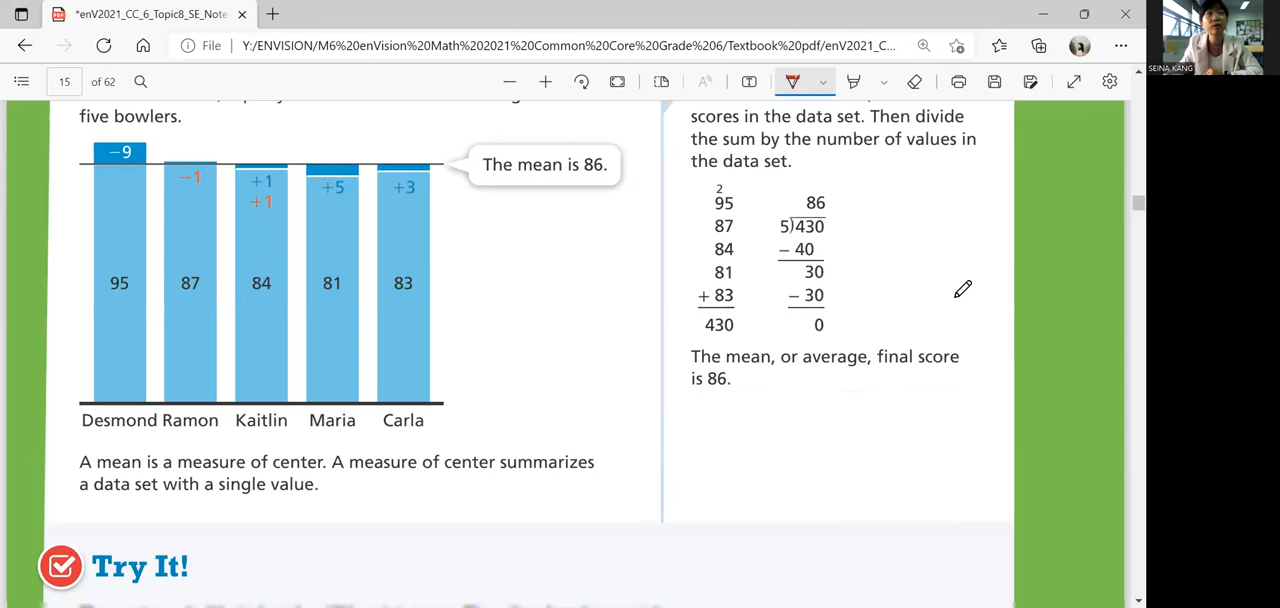 *enV2021_CC_6_Topic8_SE_Note
File
Y:/ENVISION/M6%20enVision%20Math%202021%20Common%20Core%20Grade%206/Textbook%20pdf/enV2021_C...
15 of 62
SEINA KANG
five bowlers.
−9
−1
+1
+5
+3
+1
The mean is 86.
95 87 84 81 83
Desmond Ramon Kaitlin Maria Carla
A mean is a measure of center. A measure of center summarizes
a data set with a single value.
scores in the data set. Then divide
the sum by the number of values in
the data set.
2
95
87
84
81
+ 83
430
86
5)430
− 40
30
− 30
0
The mean, or average, final score
is 86.
Try It!